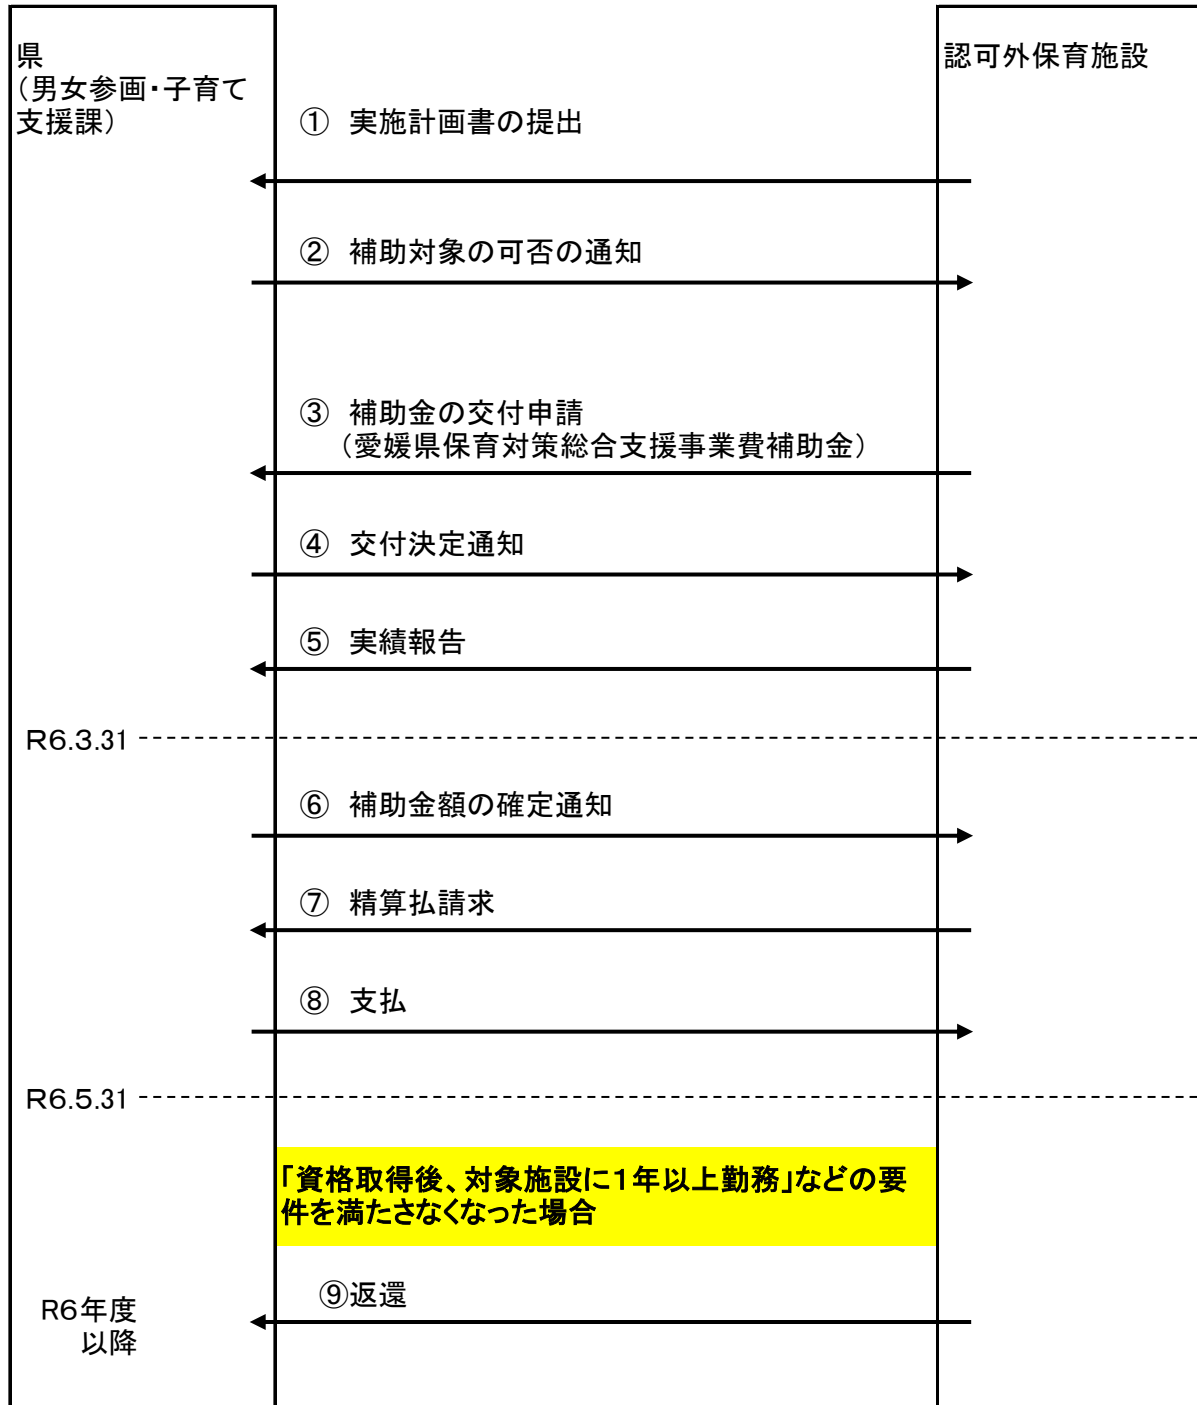 県
（男女参画・子育て
支援課）
認可外保育施設
① 実施計画書の提出
② 補助対象の可否の通知
③ 補助金の交付申請
（愛媛県保育対策総合支援事業費補助金）
④ 交付決定通知
⑤ 実績報告
R6.3.31
⑥ 補助金額の確定通知
⑦ 精算払請求
⑧ 支払
R6.5.31
「資格取得後、対象施設に１年以上勤務」などの要
件を満たさなくなった場合
⑨返還
R6年度
以降